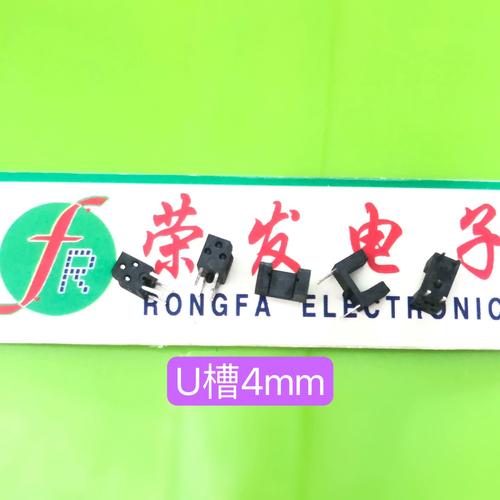 荣发电子
fR
RONGFA ELECTRONIC
U槽4mm